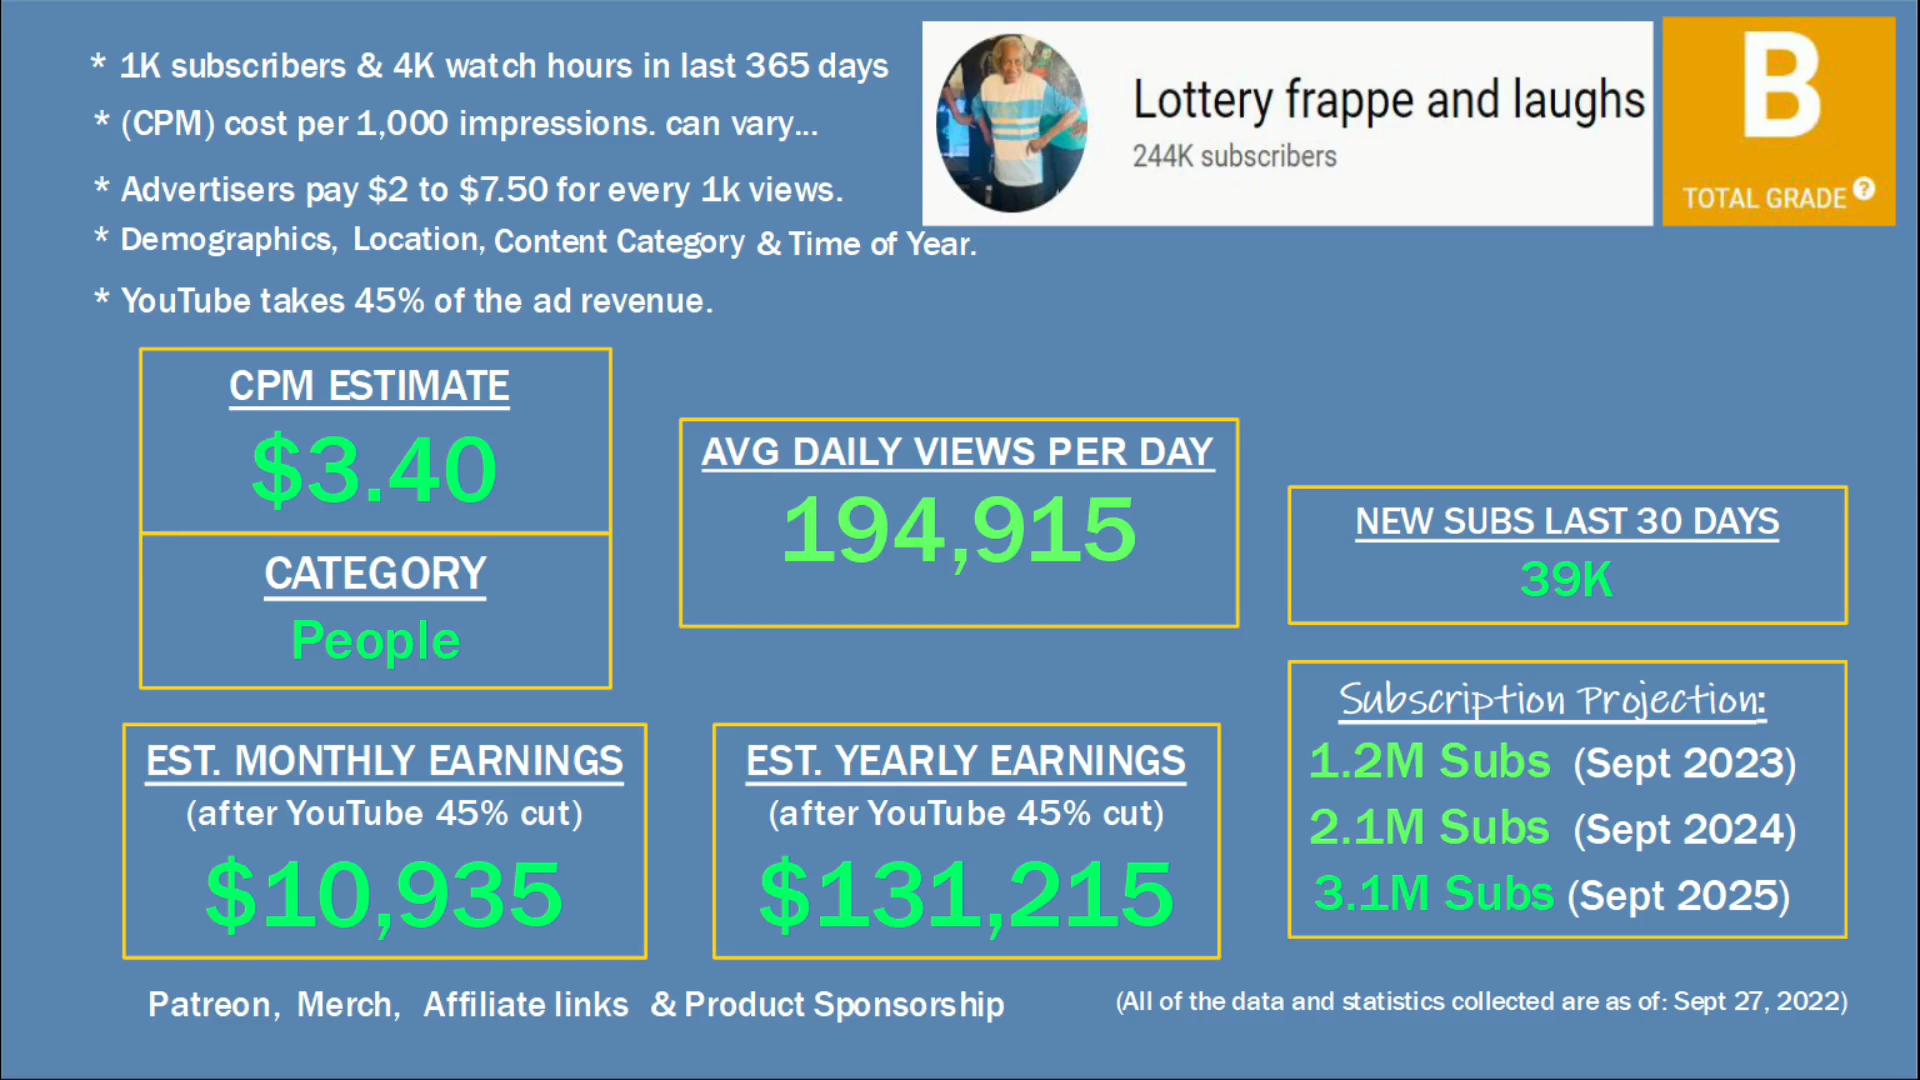 * 1K subscribers & 4K watch hours in last 365 days
* (CPM) cost per 1,000 impressions. can vary...
* Advertisers pay $2 to $7.50 for every 1k views.
* Demographics, Location, Content Category & Time of Year.
* YouTube takes 45% of the ad revenue.
Lottery frappe and laughs
244K subscribers
B
TOTAL GRADE ?
CPM ESTIMATE
$3.40
CATEGORY
People
AVG DAILY VIEWS PER DAY
194,915
NEW SUBS LAST 30 DAYS
39K
EST. MONTHLY EARNINGS
(after YouTube 45% cut)
$10,935
EST. YEARLY EARNINGS
(after YouTube 45% cut)
$131,215
Subscription Projection:
1.2M Subs (Sept 2023)
2.1M Subs (Sept 2024)
3.1M Subs (Sept 2025)
Patreon, Merch, Affiliate links & Product Sponsorship
(All of the data and statistics collected are as of: Sept 27, 2022)